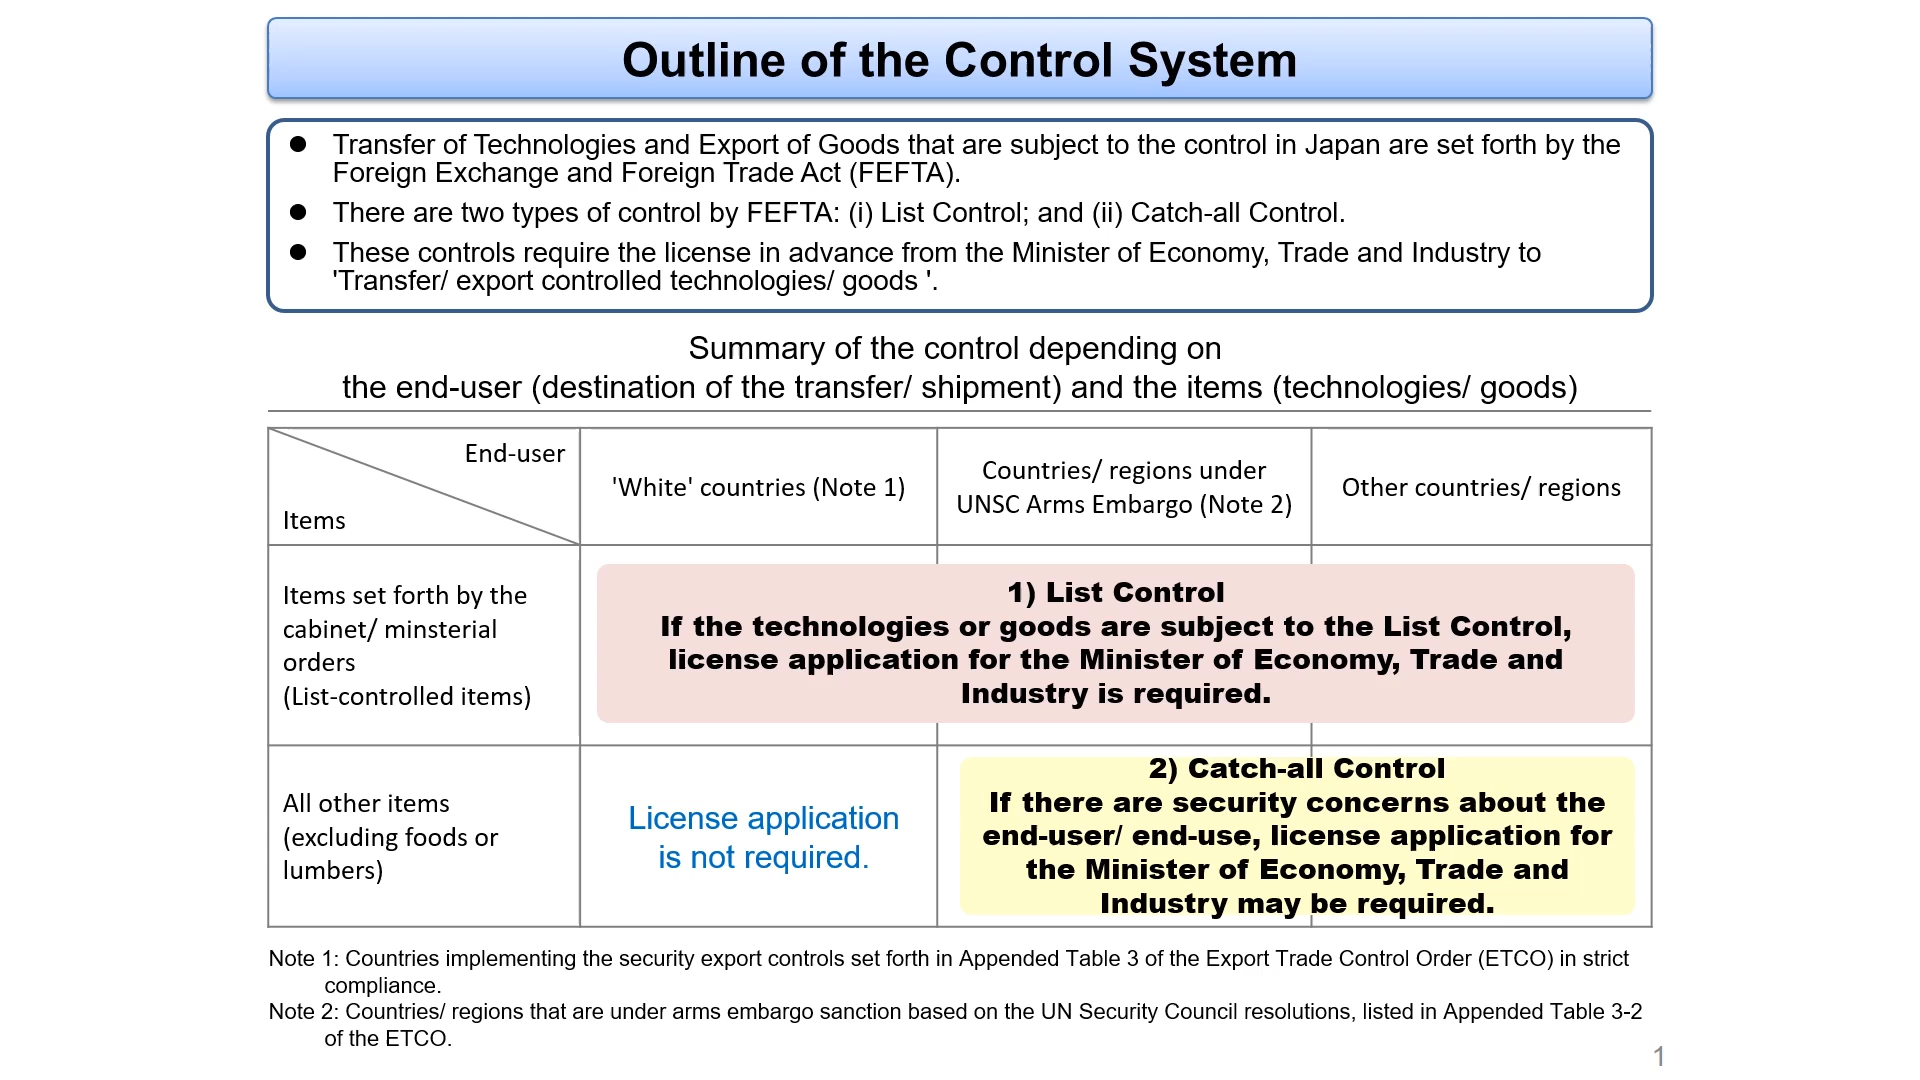 Outline of the Control System
● Transfer of Technologies and Export of Goods that are subject to the control in Japan are set forth by the
Foreign Exchange and Foreign Trade Act (FEFTA).
● There are two types of control by FEFTA: (i) List Control; and (ii) Catch-all Control.
● These controls require the license in advance from the Minister of Economy, Trade and Industry to
'Transfer/ export controlled technologies/ goods '.
Summary of the control depending on
the end-user (destination of the transfer/ shipment) and the items (technologies/ goods)
End-user
Items
'White' countries (Note 1)
Countries/ regions under
UNSC Arms Embargo (Note 2)
Other countries/ regions
Items set forth by the
cabinet/ minsterial
orders
(List-controlled items)
1) List Control
If the technologies or goods are subject to the List Control,
license application for the Minister of Economy, Trade and
Industry is required.
All other items
(excluding foods or
lumbers)
License application
is not required.
2) Catch-all Control
If there are security concerns about the
end-user/ end-use, license application for
the Minister of Economy, Trade and
Industry may be required.
Note 1: Countries implementing the security export controls set forth in Appended Table 3 of the Export Trade Control Order (ETCO) in strict
compliance.
Note 2: Countries/ regions that are under arms embargo sanction based on the UN Security Council resolutions, listed in Appended Table 3-2
of the ETCO.
1